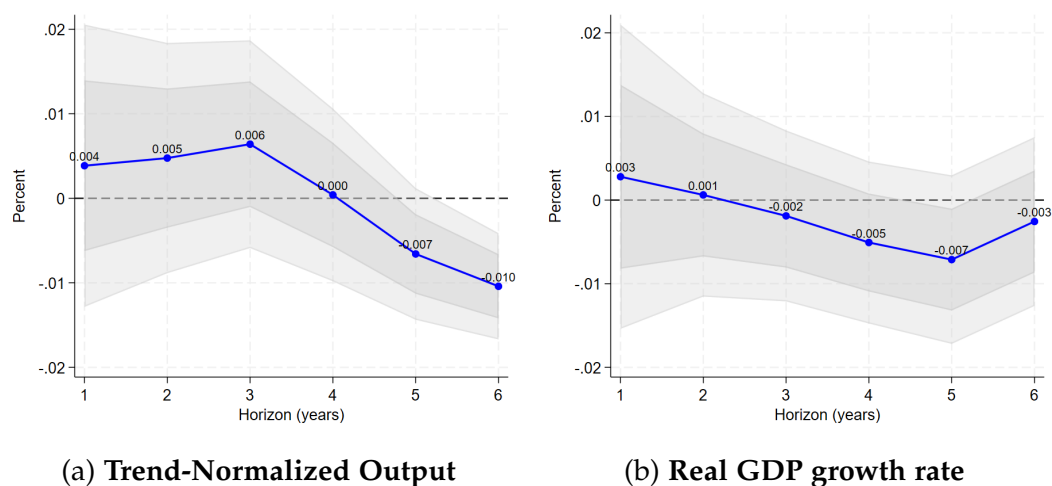 .02
.01
0
-.01
-.02
Percent
0.004
0.005
0.006
0.000
-0.007
-0.010
1 2 3 4 5 6
Horizon (years)
(a) Trend-Normalized Output
.02
.01
0
-.01
-.02
Percent
0.003
0.001
-0.002
-0.005
-0.007
-0.003
1 2 3 4 5 6
Horizon (years)
(b) Real GDP growth rate